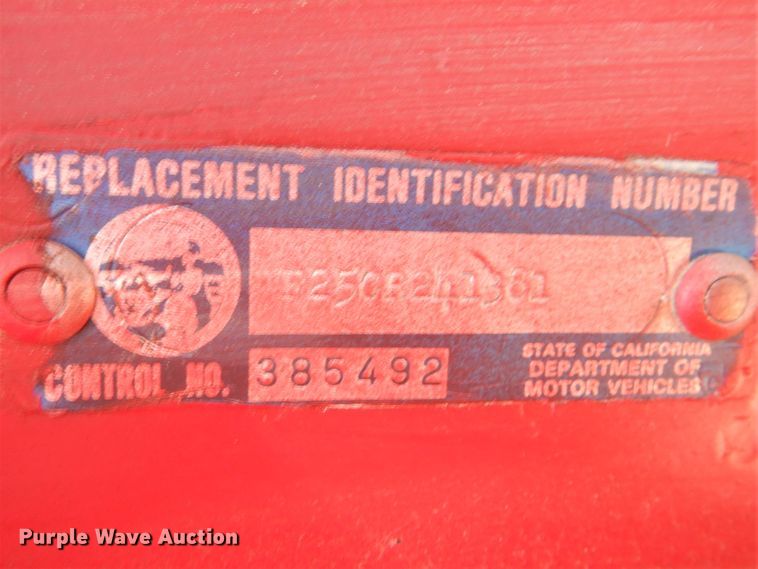 REPLACEMENT IDENTIFICATION NUMBER
CONTROL NO. 385492
STATE OF CALIFORNIA
DEPARTMENT OF
MOTOR VEHICLES
Purple Wave Auction